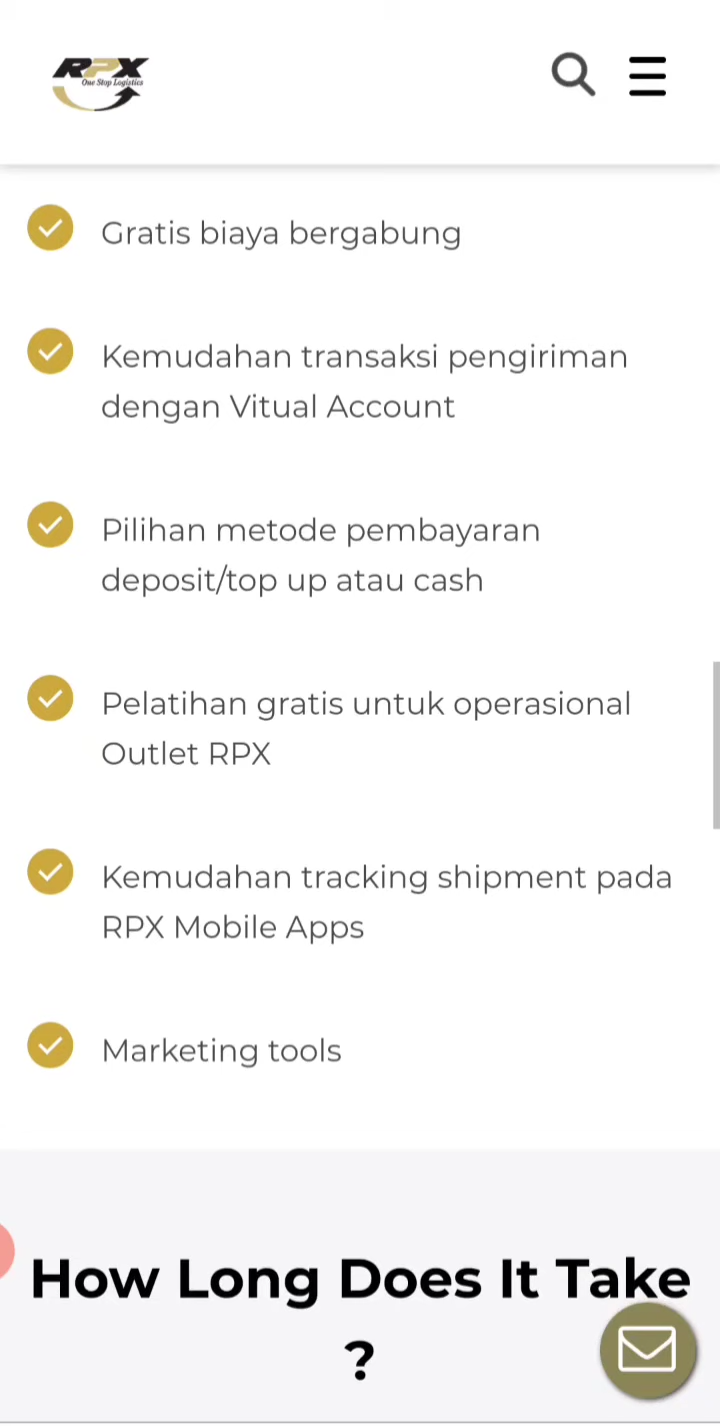 RPX
One Stop Logistics
Gratis biaya bergabung
Kemudahan transaksi pengiriman
dengan Vitual Account
Pilihan metode pembayaran
deposit/top up atau cash
Pelatihan gratis untuk operasional
Outlet RPX
Kemudahan tracking shipment pada
RPX Mobile Apps
Marketing tools
How Long Does It Take
?